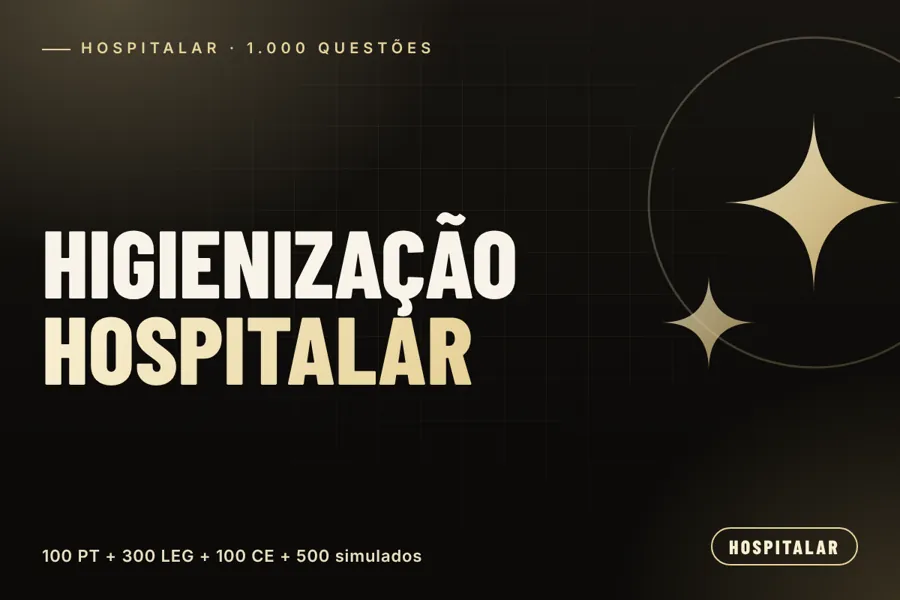 HOSPITALAR · 1.000 QUESTÕES
HIGIENIZAÇÃO
HOSPITALAR
100 PT + 300 LEG + 100 CE + 500 simulados
HOSPITALAR